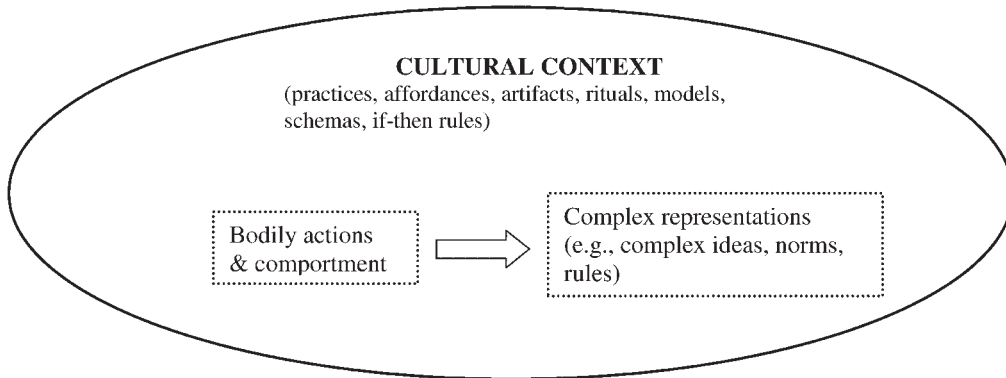 CULTURAL CONTEXT
(practices, affordances, artifacts, rituals, models,
schemas, if-then rules)
Bodily actions
& comportment
Complex representations
(e.g., complex ideas, norms,
rules)